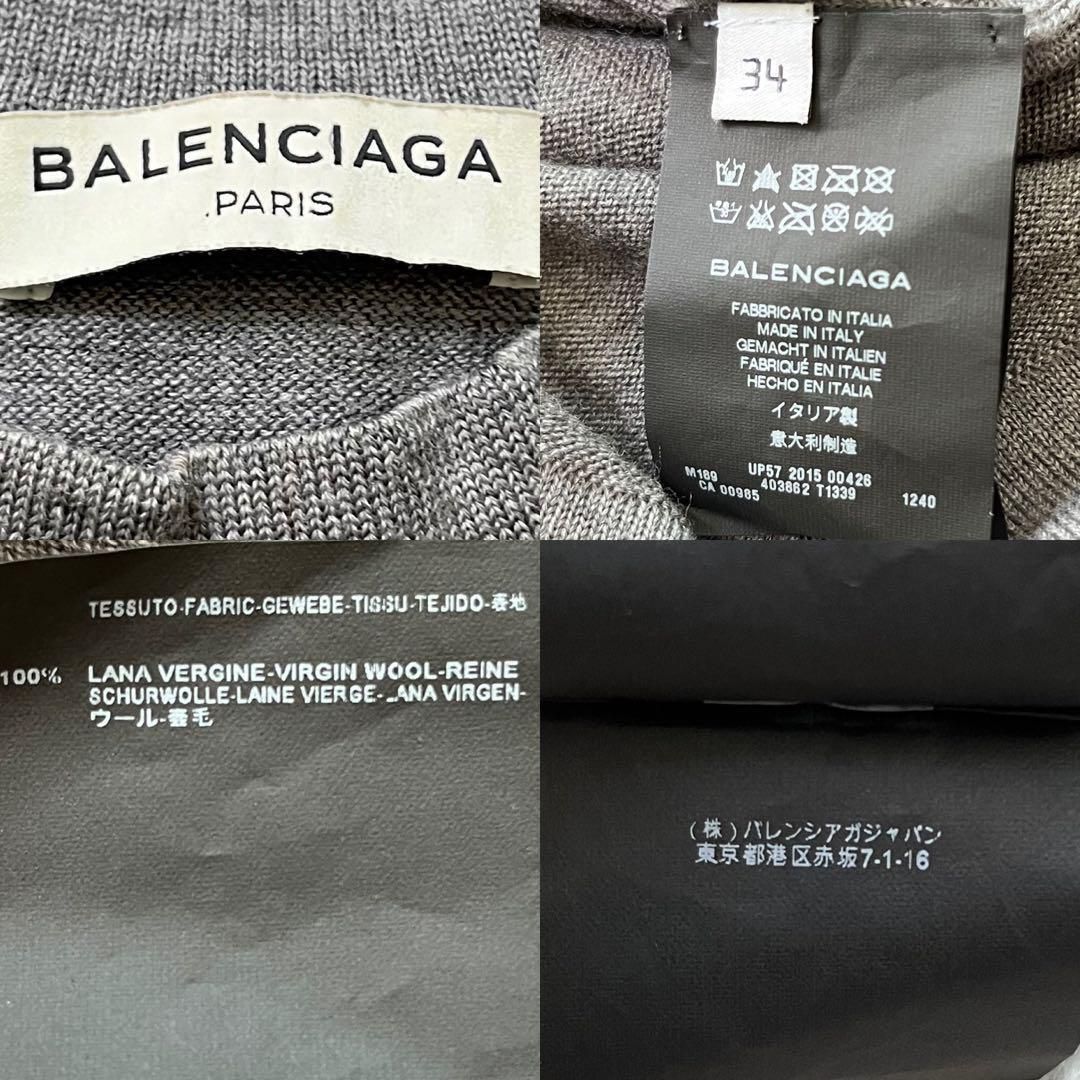 BALENCIAGA
PARIS
34
BALENCIAGA
FABBRICATO IN ITALIA
MADE IN ITALY
GEMACHT IN ITALIEN
FABRIQUÉ EN ITALIE
HECHO EN ITALIA
イタリア製
意大利制造
M169 UP57 2015 00426
CA 00985 403862 T1339 1240
TESSUTO-FABRIC-GEWEBE-TISSU-TEJIDO-表地
100% LANA VERGINE-VIRGIN WOOL-REINE
SCHURWOLLE-LAINE VIERGE-LANA VIRGEN-
ウール-羊毛
(株)バレンシアガジャパン
東京都港区赤坂7-1-16